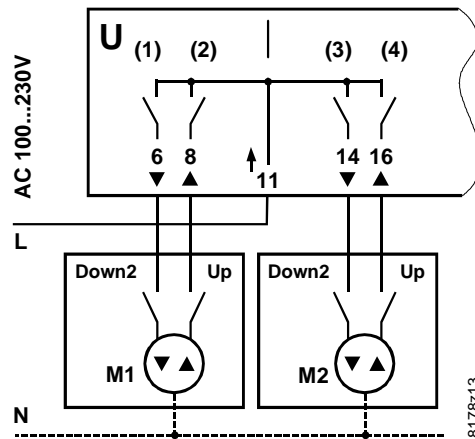 U
(1) (2) (3) (4)
AC 100...230V
6 8 11 14 16
L
Down2 Up Down2 Up
M1 M2
N
8178z13